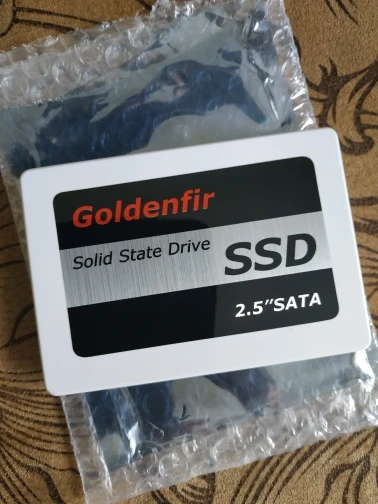 Goldenfir
Solid State Drive
SSD
2.5"SATA